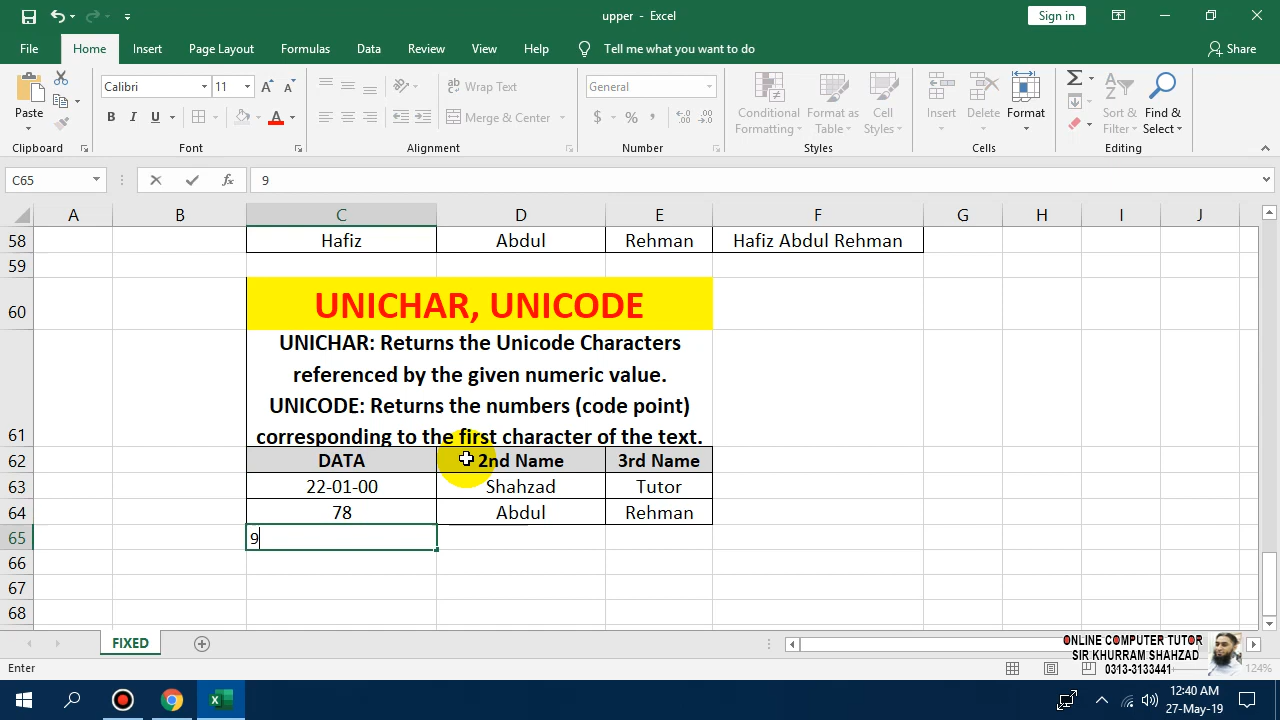 upper - Excel
Sign in
File Home Insert Page Layout Formulas Data Review View Help Tell me what you want to do Share
Paste
Clipboard
Calibri 11
B I U
Font
Wrap Text
Merge & Center
Alignment
General
$ % ,
Number
Conditional Formatting
Format as Table
Cell Styles
Styles
Insert
Delete
Format
Cells
Sort & Filter
Find & Select
Editing
C65 fx 9
A B C D E F G H I J
58 Hafiz Abdul Rehman Hafiz Abdul Rehman
59
60 UNICHAR, UNICODE
UNICHAR: Returns the Unicode Characters
referenced by the given numeric value.
UNICODE: Returns the numbers (code point)
61 corresponding to the first character of the text.
62 DATA 2nd Name 3rd Name
63 22-01-00 Shahzad Tutor
64 78 Abdul Rehman
65 9
66
67
68
FIXED
ONLINE COMPUTER TUTOR
SIR KHURRAM SHAHZAD
0313-3133441
Enter
124%
12:40 AM
27-May-19